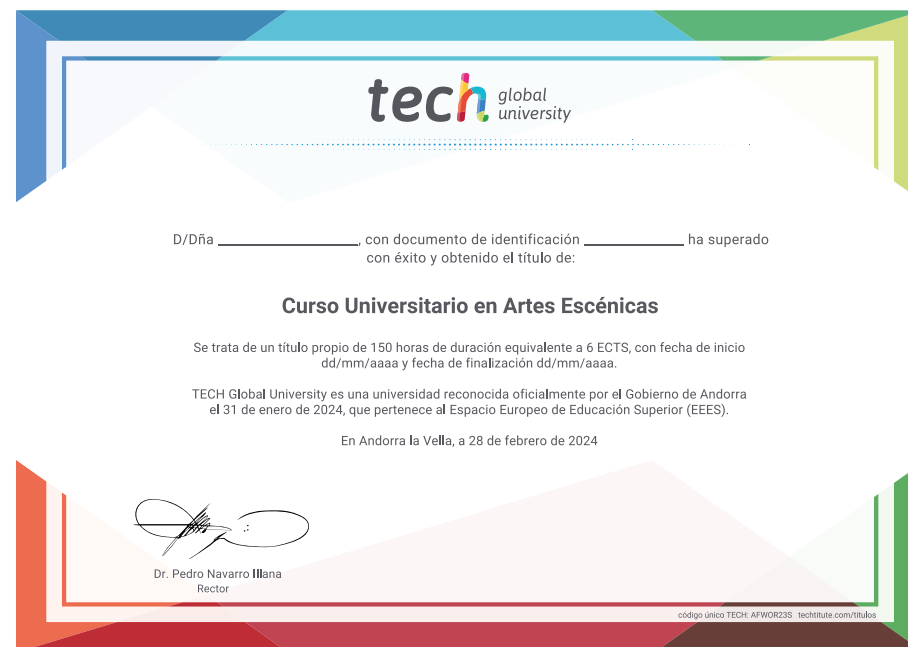 tech global
university
D/Dña ____________________, con documento de identificación ______________ ha superado
con éxito y obtenido el título de:
Curso Universitario en Artes Escénicas
Se trata de un título propio de 150 horas de duración equivalente a 6 ECTS, con fecha de inicio
dd/mm/aaaa y fecha de finalización dd/mm/aaaa.
TECH Global University es una universidad reconocida oficialmente por el Gobierno de Andorra
el 31 de enero de 2024, que pertenece al Espacio Europeo de Educación Superior (EEES).
En Andorra la Vella, a 28 de febrero de 2024
Dr. Pedro Navarro Illana
Rector
código único TECH: AFWOR23S techtitute.com/titulos